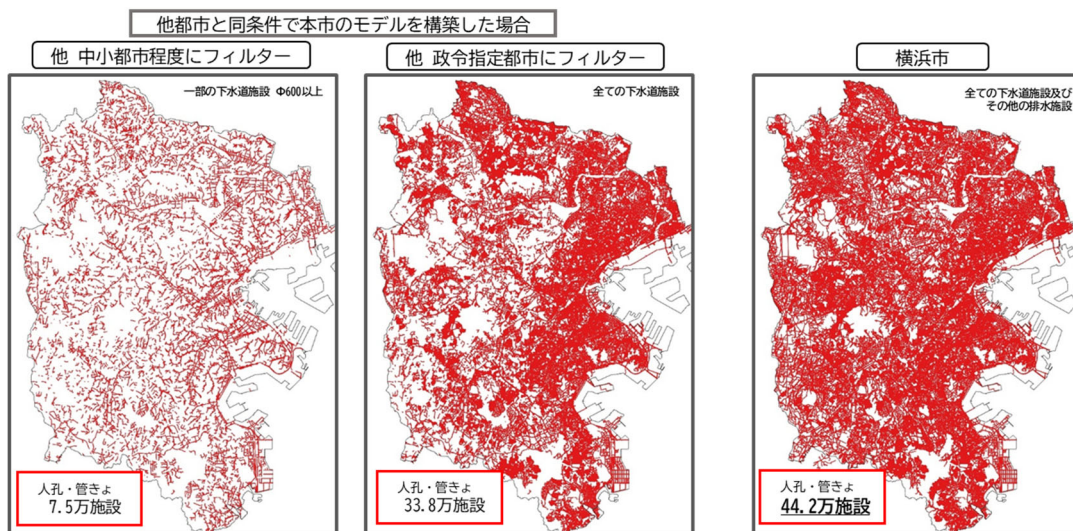 他都市と同条件で本市のモデルを構築した場合
他 中小都市程度にフィルター
一部の下水道施設 Φ600以上
人孔・管きょ
7.5万施設
他 政令指定都市にフィルター
全ての下水道施設
人孔・管きょ
33.8万施設
横浜市
全ての下水道施設及び
その他の排水施設
人孔・管きょ
44.2万施設